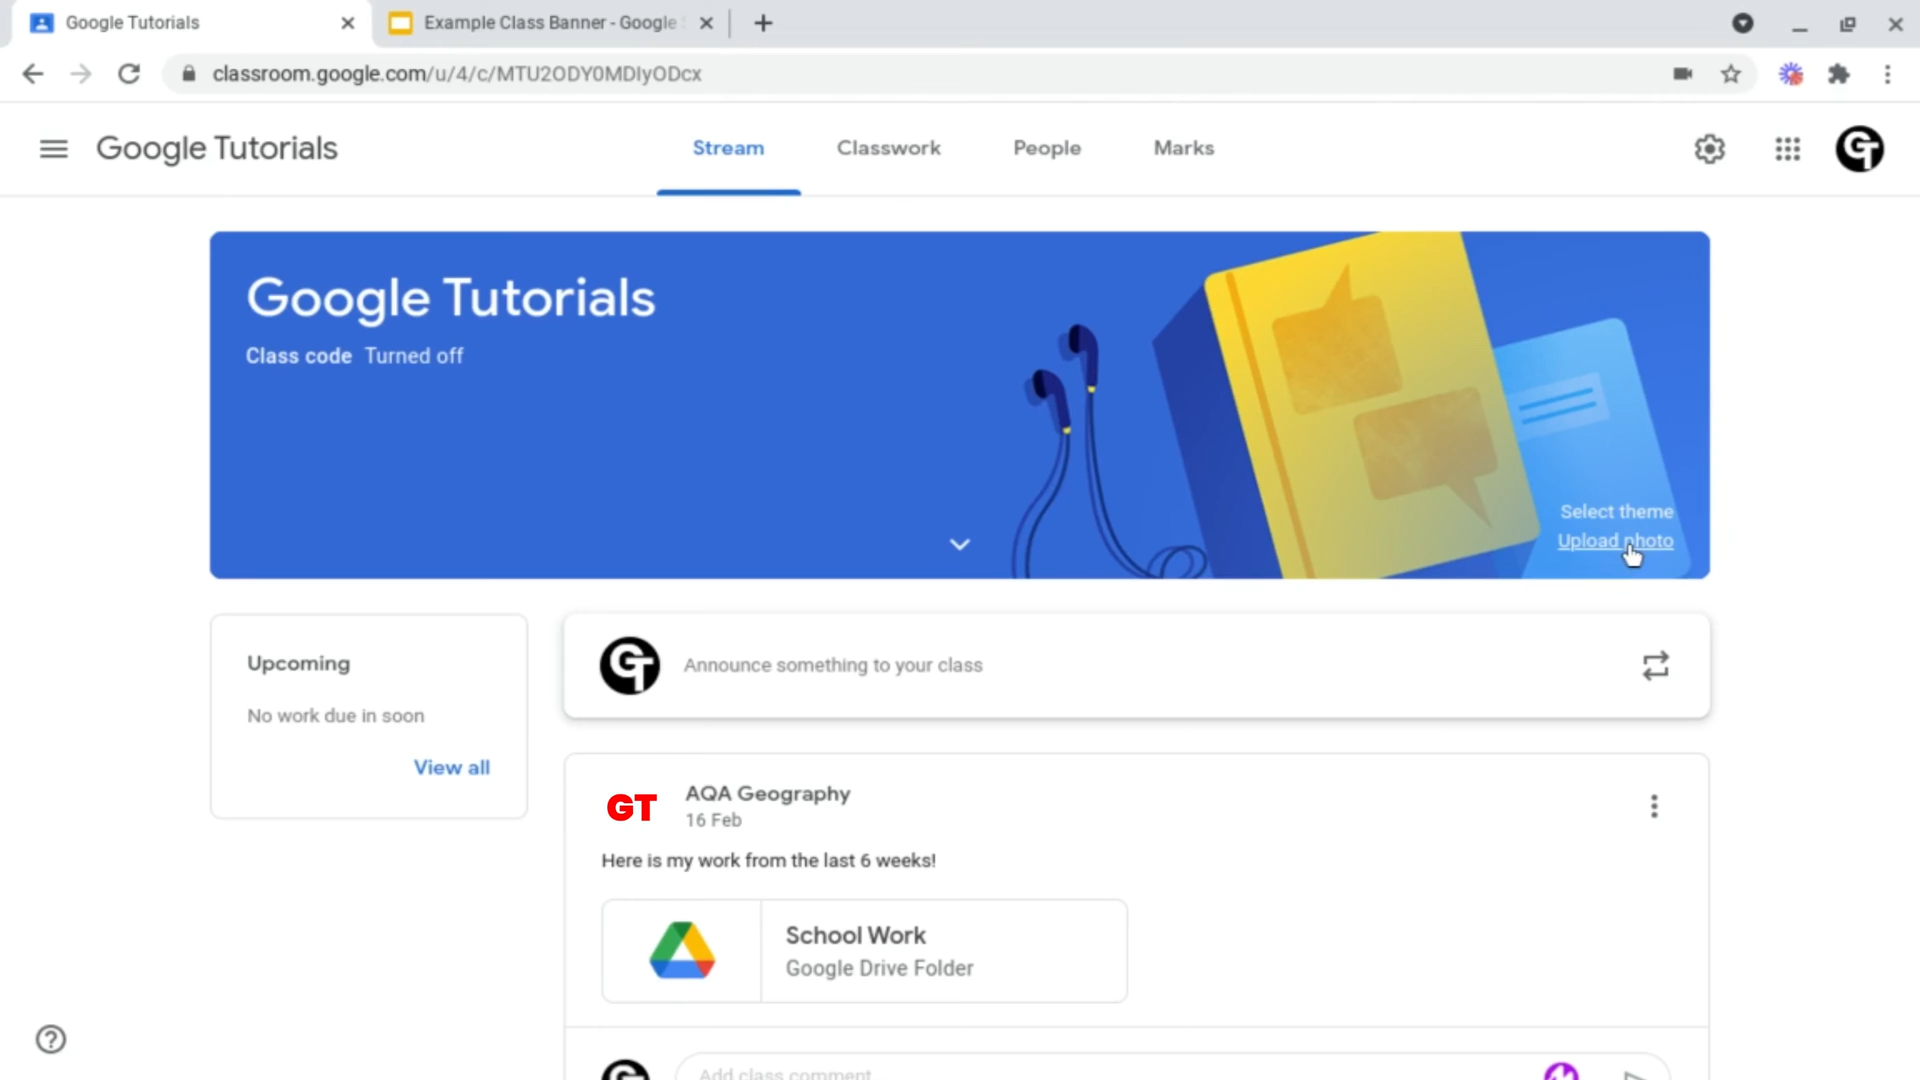 Google Tutorials
Example Class Banner - Google
classroom.google.com/u/4/c/MTU2ODY0MDIyODcx
Google Tutorials
Stream
Classwork
People
Marks
GT
Google Tutorials
Class code Turned off
Select theme
Upload photo
Upcoming
No work due in soon
View all
GT
Announce something to your class
GT
AQA Geography
16 Feb
Here is my work from the last 6 weeks!
School Work
Google Drive Folder
Add class comment